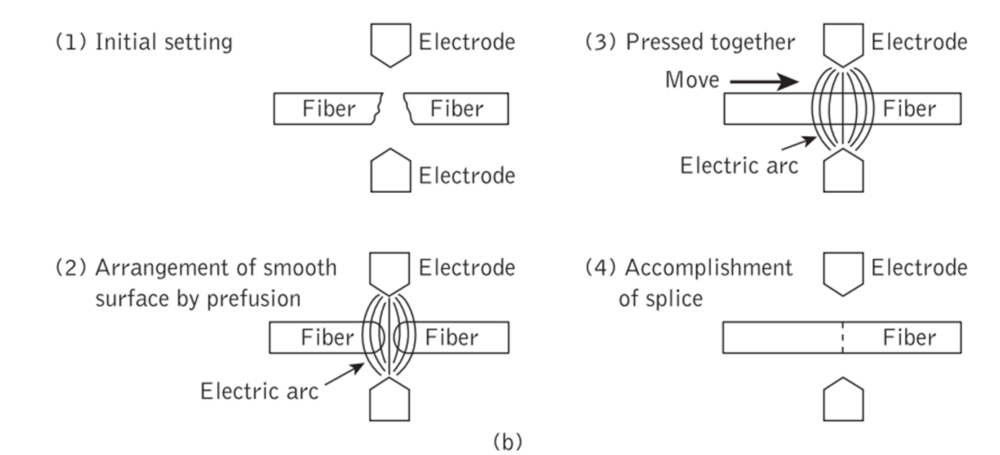 (1) Initial setting
Electrode
Fiber
Fiber
Electrode
(2) Arrangement of smooth
surface by prefusion
Electrode
Fiber
Fiber
Electric arc
(3) Pressed together
Electrode
Move
Fiber
Electric arc
(4) Accomplishment
of splice
Electrode
Fiber
(b)